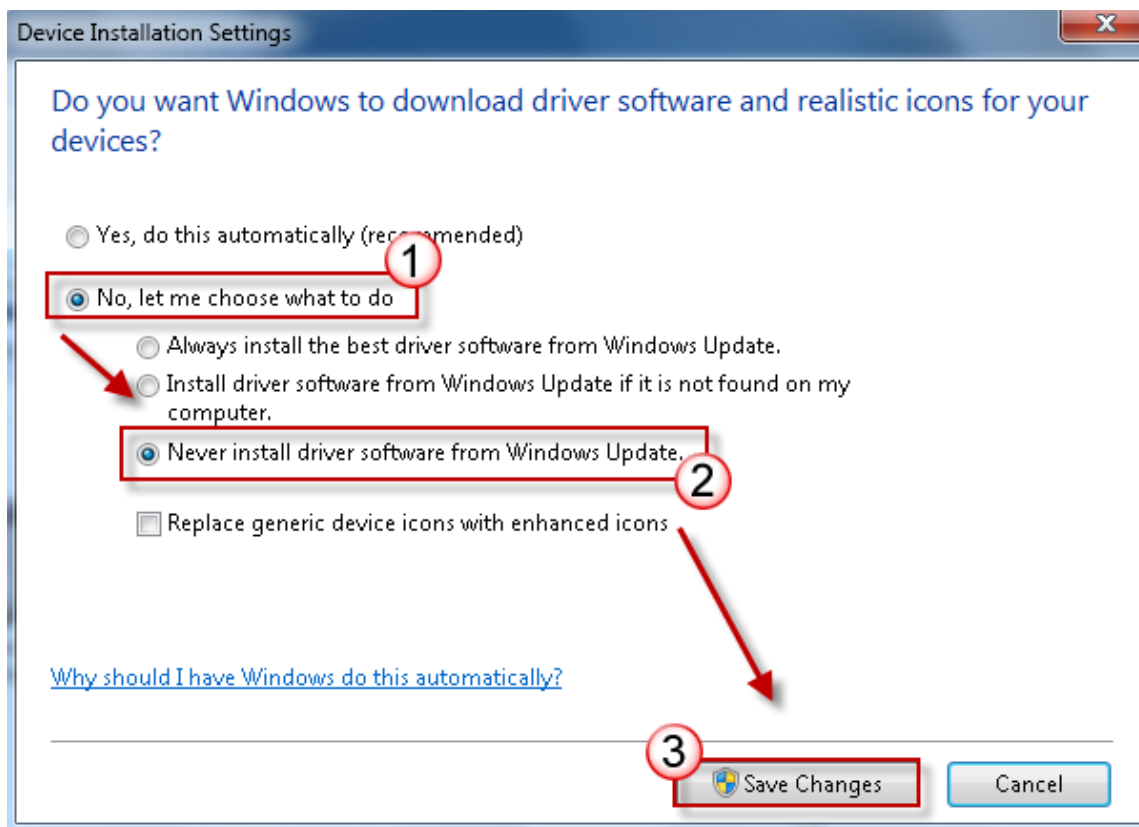 Device Installation Settings
Do you want Windows to download driver software and realistic icons for your
devices?
Yes, do this automatically (recommended)
1
No, let me choose what to do
Always install the best driver software from Windows Update.
Install driver software from Windows Update if it is not found on my
computer.
Never install driver software from Windows Update.
2
Replace generic device icons with enhanced icons
Why should I have Windows do this automatically?
3
Save Changes
Cancel